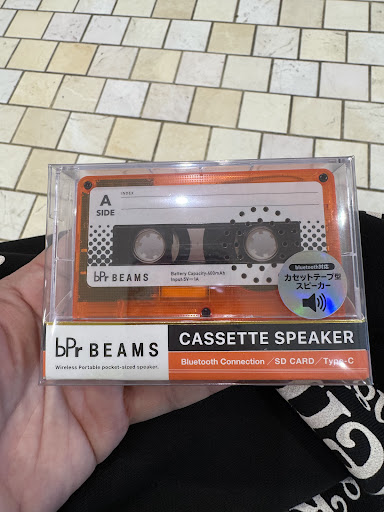 INDEX
A
SIDE
bPr BEAMS
Battery Capacity:400mAh
Input:5V⎓1A
bluetooth対応
カセットテープ型
スピーカー
bPr BEAMS
Wireless Portable pocket-sized speaker.
CASSETTE SPEAKER
Bluetooth Connection／SD CARD／Type-C